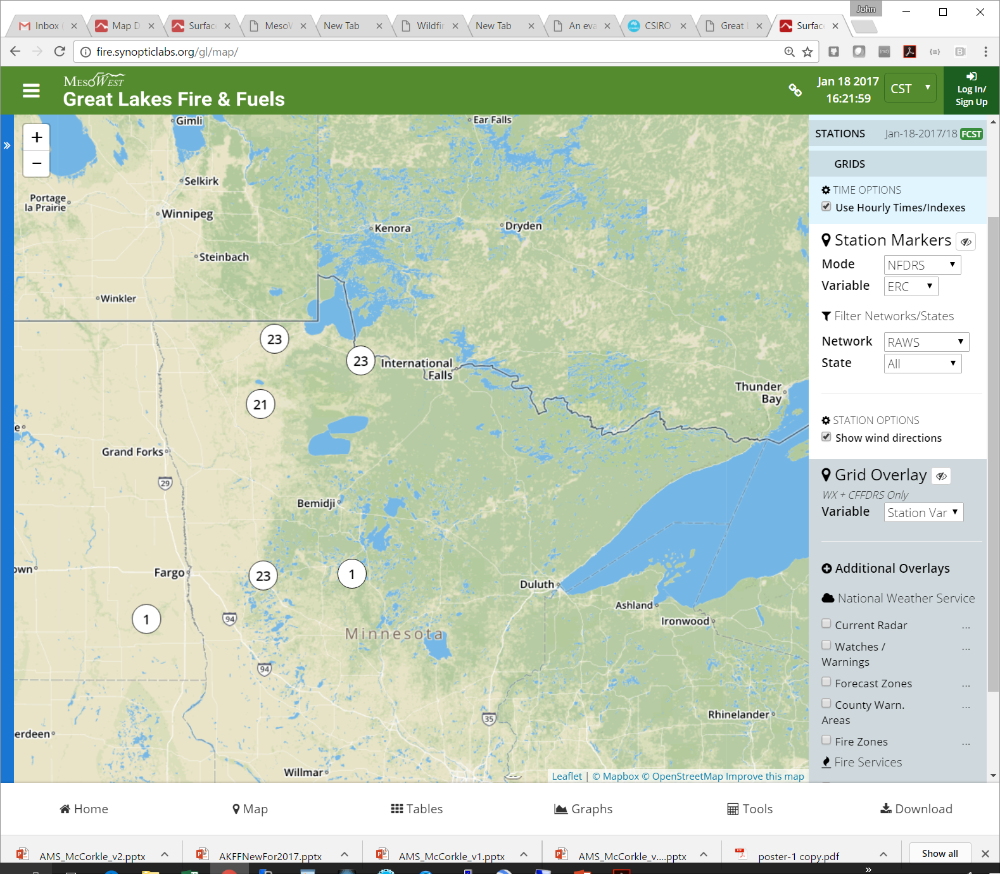 John
Inbox (
Map D
Surfac
MesoW
New Tab
Wildfir
New Tab
An eva
CSIRO
Great L
Surfac
fire.synopticlabs.org/gl/map/
MESOWEST
Great Lakes Fire & Fuels
Jan 18 2017
16:21:59
CST
Log In/
Sign Up
+
−
»
Gimli
Ear Falls
Selkirk
Portage
la Prairie
Winnipeg
Kenora
Dryden
Steinbach
Winkler
23
23
International
Falls
21
Thunder
Bay
e
Grand Forks
29
Bemidji
own
Fargo
23
1
Duluth
1
94
Ashland
Ironwood
Minnesota
94
35
Rhinelander
erdeen
Willmar
Leaflet | © Mapbox © OpenStreetMap Improve this map
STATIONS Jan-18-2017/18 FCST
GRIDS
TIME OPTIONS
Use Hourly Times/Indexes
Station Markers
Mode NFDRS
Variable ERC
Filter Networks/States
Network RAWS
State All
STATION OPTIONS
Show wind directions
Grid Overlay
WX + CFFDRS Only
Variable Station Var
Additional Overlays
National Weather Service
Current Radar ...
Watches / ...
Warnings
Forecast Zones ...
County Warn. ...
Areas
Fire Zones ...
Fire Services
Home
Map
Tables
Graphs
Tools
Download
AMS_McCorkle_v2.pptx
AKFFNewFor2017.pptx
AMS_McCorkle_v1.pptx
AMS_McCorkle_v....pptx
poster-1 copy.pdf
Show all
»